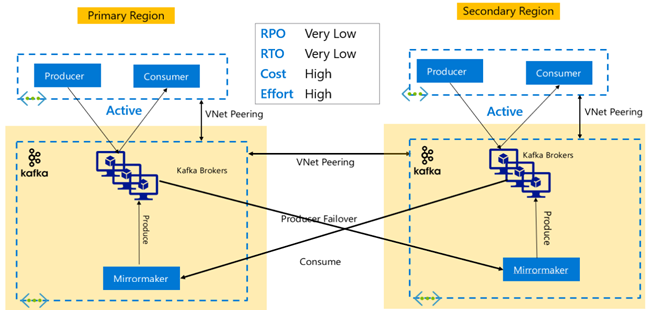 Primary Region
Secondary Region
RPO Very Low
RTO Very Low
Cost High
Effort High
Producer
Consumer
Active
VNet Peering
Producer
Consumer
Active
VNet Peering
kafka
Kafka Brokers
VNet Peering
kafka
Kafka Brokers
Produce
Producer Failover
Produce
Consume
Mirrormaker
Mirrormaker